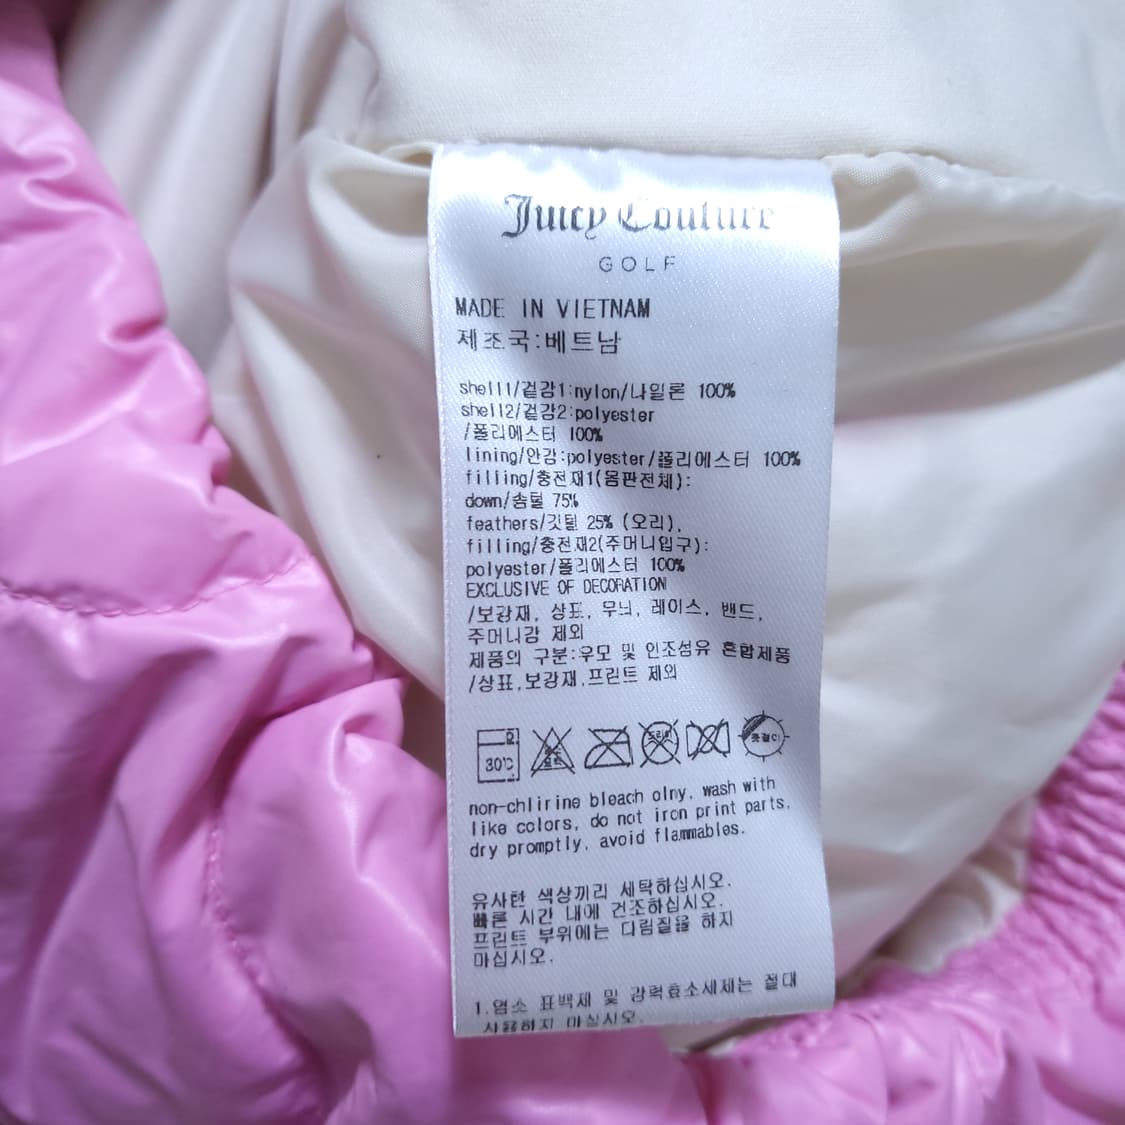 Juicy Couture
GOLF
MADE IN VIETNAM
제조국:베트남
shell1/겉감1:nylon/나일론 100%
shell2/겉감2:polyester
/폴리에스터 100%
lining/안감:polyester/폴리에스터 100%
filling/충전재1(몸판전체):
down/솜털 75%
feathers/깃털 25% (오리),
filling/충전재2(주머니입구):
polyester/폴리에스터 100%
EXCLUSIVE OF DECORATION
/보강재, 상표, 무늬, 레이스, 밴드,
주머니감 제외
제품의 구분:우모 및 인조섬유 혼합제품
/상표,보강재,프린트 제외
30℃
non-chlirine bleach olny, wash with
like colors, do not iron print parts,
dry promptly, avoid flammables.
유사한 색상끼리 세탁하십시오.
빠른 시간 내에 건조하십시오.
프린트 부위에는 다림질을 하지
마십시오.
1.염소 표백제 및 강력효소세제는 절대
사용하지 마십시오.